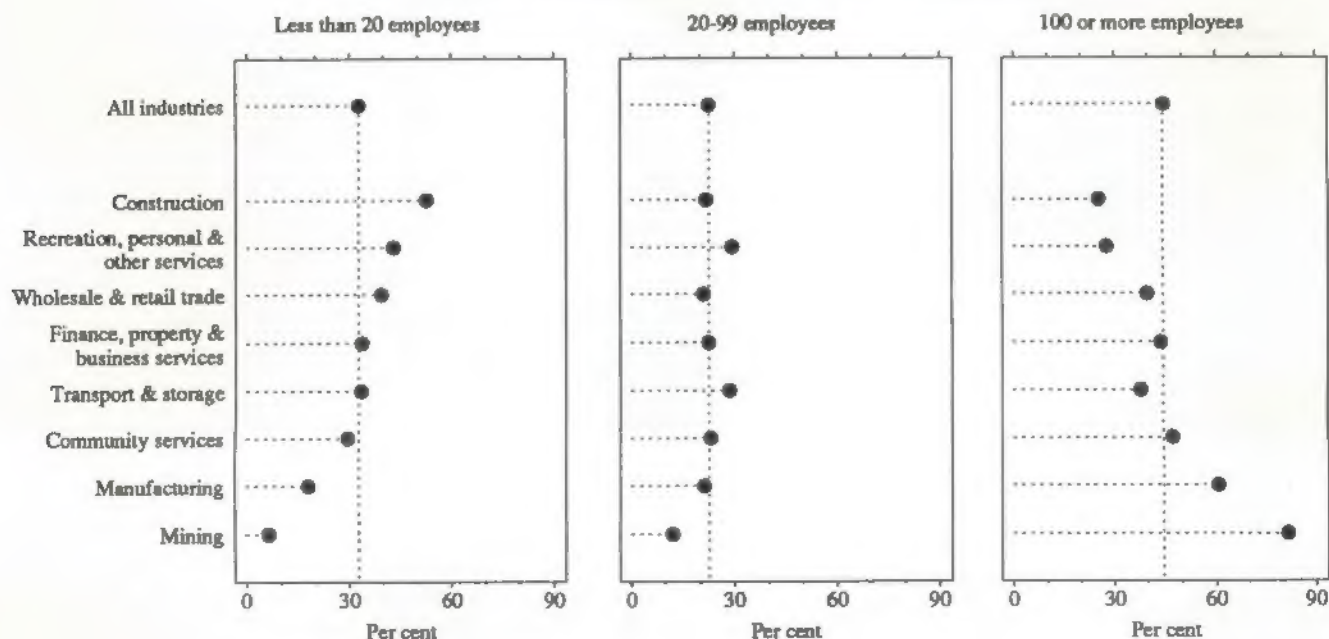 Less than 20 employees
20-99 employees
100 or more employees
All industries
Construction
Recreation, personal &
other services
Wholesale & retail trade
Finance, property &
business services
Transport & storage
Community services
Manufacturing
Mining
0 30 60 90
0 30 60 90
0 30 60 90
Per cent
Per cent
Per cent